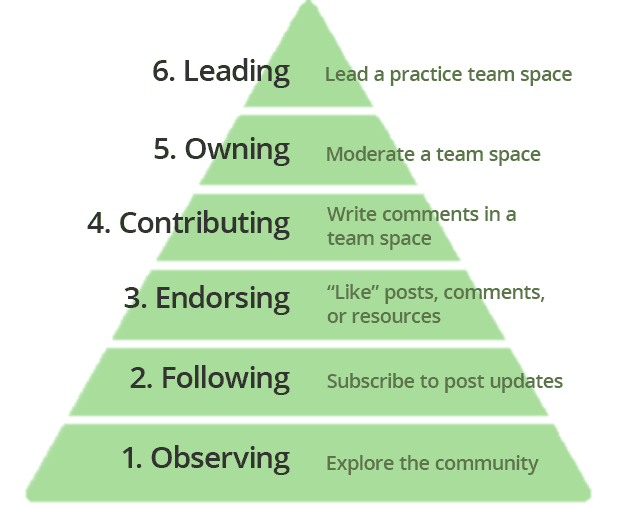 6. Leading
Lead a practice team space
5. Owning
Moderate a team space
4. Contributing
Write comments in a
team space
3. Endorsing
“Like” posts, comments,
or resources
2. Following
Subscribe to post updates
1. Observing
Explore the community